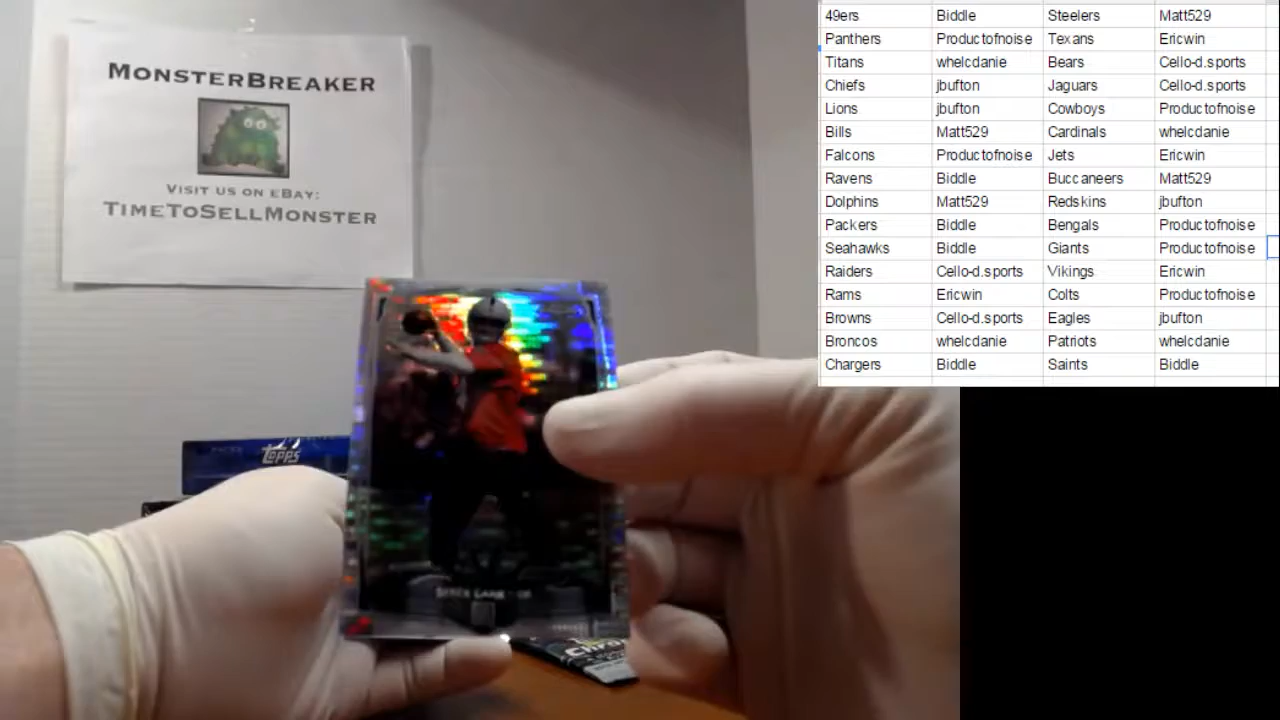 MONSTERBREAKER
VISIT US ON EBAY:
TIMETOSELLMONSTER
TOPPS
49ers Biddle Steelers Matt529
Panthers Productofnoise Texans Ericwin
Titans whelcdanie Bears Cello-d.sports
Chiefs jbufton Jaguars Cello-d.sports
Lions jbufton Cowboys Productofnoise
Bills Matt529 Cardinals whelcdanie
Falcons Productofnoise Jets Ericwin
Ravens Biddle Buccaneers Matt529
Dolphins Matt529 Redskins jbufton
Packers Biddle Bengals Productofnoise
Seahawks Biddle Giants Productofnoise
Raiders Cello-d.sports Vikings Ericwin
Rams Ericwin Colts Productofnoise
Browns Cello-d.sports Eagles jbufton
Broncos whelcdanie Patriots whelcdanie
Chargers Biddle Saints Biddle